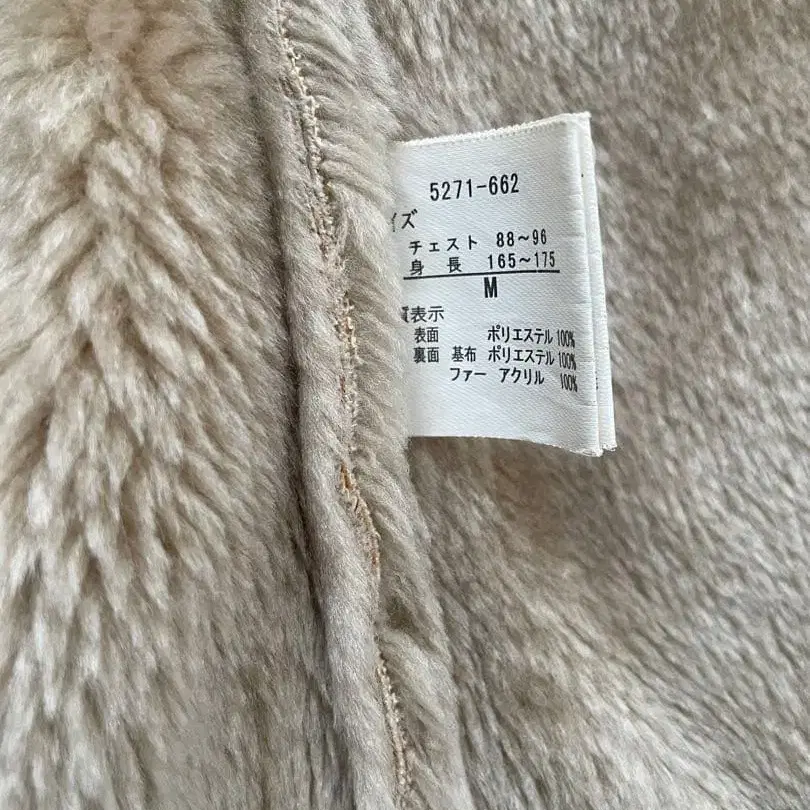 5271-662
イズ
チェスト 88～96
身長 165～175
M
表示
表面 ポリエステル 100%
裏面 基布 ポリエステル 100%
ファー アクリル 100%